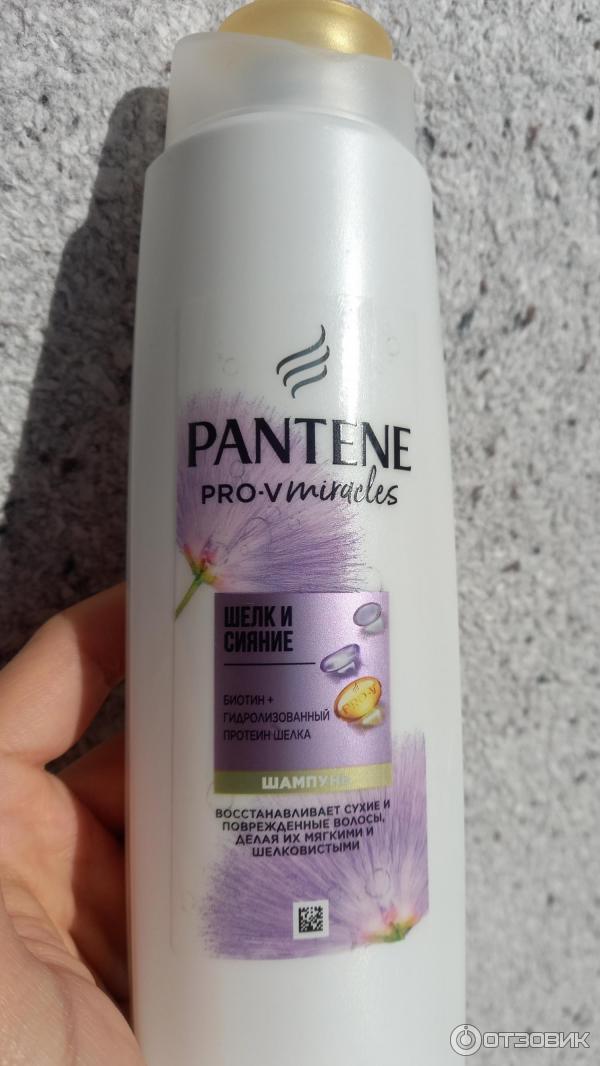 PANTENE
PRO-V miracles
ШЕЛК И
СИЯНИЕ
БИОТИН +
ГИДРОЛИЗОВАННЫЙ
ПРОТЕИН ШЕЛКА
PRO-V
ШАМПУНЬ
ВОССТАНАВЛИВАЕТ СУХИЕ И
ПОВРЕЖДЕННЫЕ ВОЛОСЫ,
ДЕЛАЯ ИХ МЯГКИМИ И
ШЕЛКОВИСТЫМИ
ОТЗОВИК